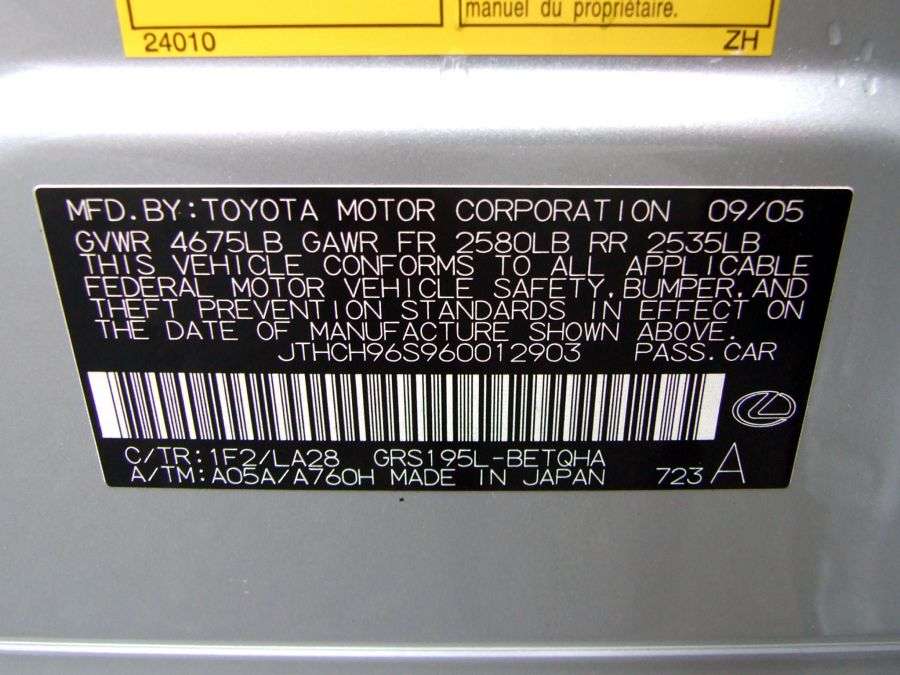 manuel du propriétaire.
24010 ZH
MFD.BY:TOYOTA MOTOR CORPORATION 09/05
GVWR 4675LB GAWR FR 2580LB RR 2535LB
THIS VEHICLE CONFORMS TO ALL APPLICABLE
FEDERAL MOTOR VEHICLE SAFETY,BUMPER,AND
THEFT PREVENTION STANDARDS IN EFFECT ON
THE DATE OF MANUFACTURE SHOWN ABOVE.
JTHCH96S960012903 PASS.CAR
C/TR:1F2/LA28 GRS195L-BETQHA
A/TM:A05A/A760H MADE IN JAPAN 723 A